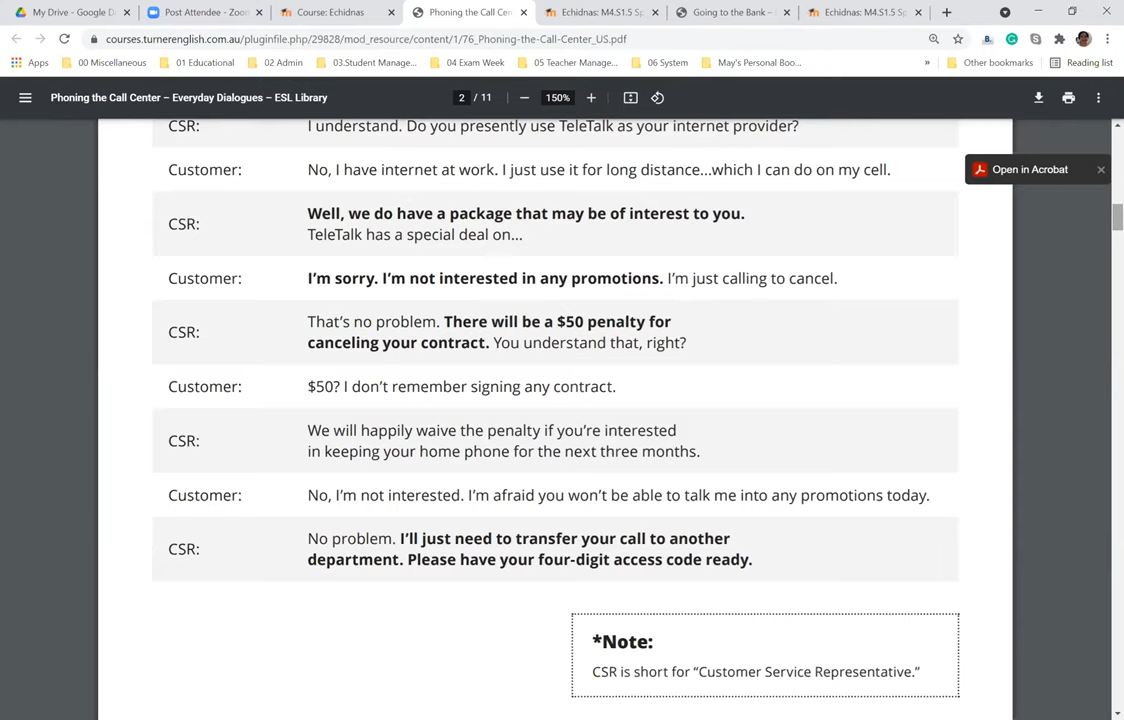 My Drive - Google D
Post Attendee - Zoom
Course: Echidnas
Phoning the Call Cen
Echidnas: M4.S1.5 Sp
Going to the Bank –
Echidnas: M4.S1.5 Sp
courses.turnerenglish.com.au/pluginfile.php/29828/mod_resource/content/1/76_Phoning-the-Call-Center_US.pdf
Apps
00 Miscellaneous
01 Educational
02 Admin
03.Student Manage...
04 Exam Week
05 Teacher Manage...
06 System
May's Personal Boo...
»
Other bookmarks
Reading list
Phoning the Call Center – Everyday Dialogues – ESL Library
2 / 11
150%
Open in Acrobat
CSR: I understand. Do you presently use TeleTalk as your internet provider?
Customer: No, I have internet at work. I just use it for long distance...which I can do on my cell.
CSR: Well, we do have a package that may be of interest to you.
TeleTalk has a special deal on...
Customer: I'm sorry. I'm not interested in any promotions. I'm just calling to cancel.
CSR: That's no problem. There will be a $50 penalty for
canceling your contract. You understand that, right?
Customer: $50? I don't remember signing any contract.
CSR: We will happily waive the penalty if you're interested
in keeping your home phone for the next three months.
Customer: No, I'm not interested. I'm afraid you won't be able to talk me into any promotions today.
CSR: No problem. I'll just need to transfer your call to another
department. Please have your four-digit access code ready.
*Note:
CSR is short for “Customer Service Representative.”